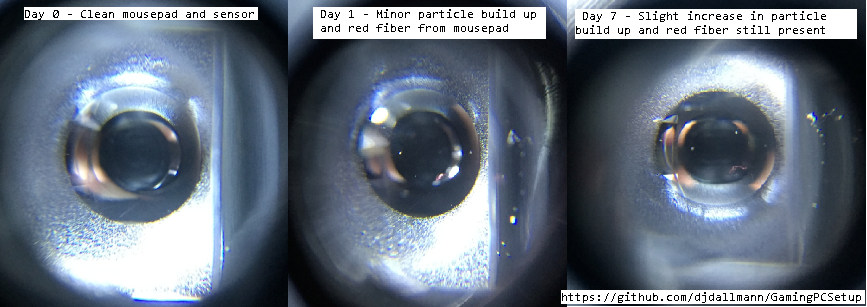 Day 0 - Clean mousepad and sensor
Day 1 - Minor particle build up
and red fiber from mousepad
Day 7 - Slight increase in particle
build up and red fiber still present
https://github.com/djdallmann/GamingPCSetup